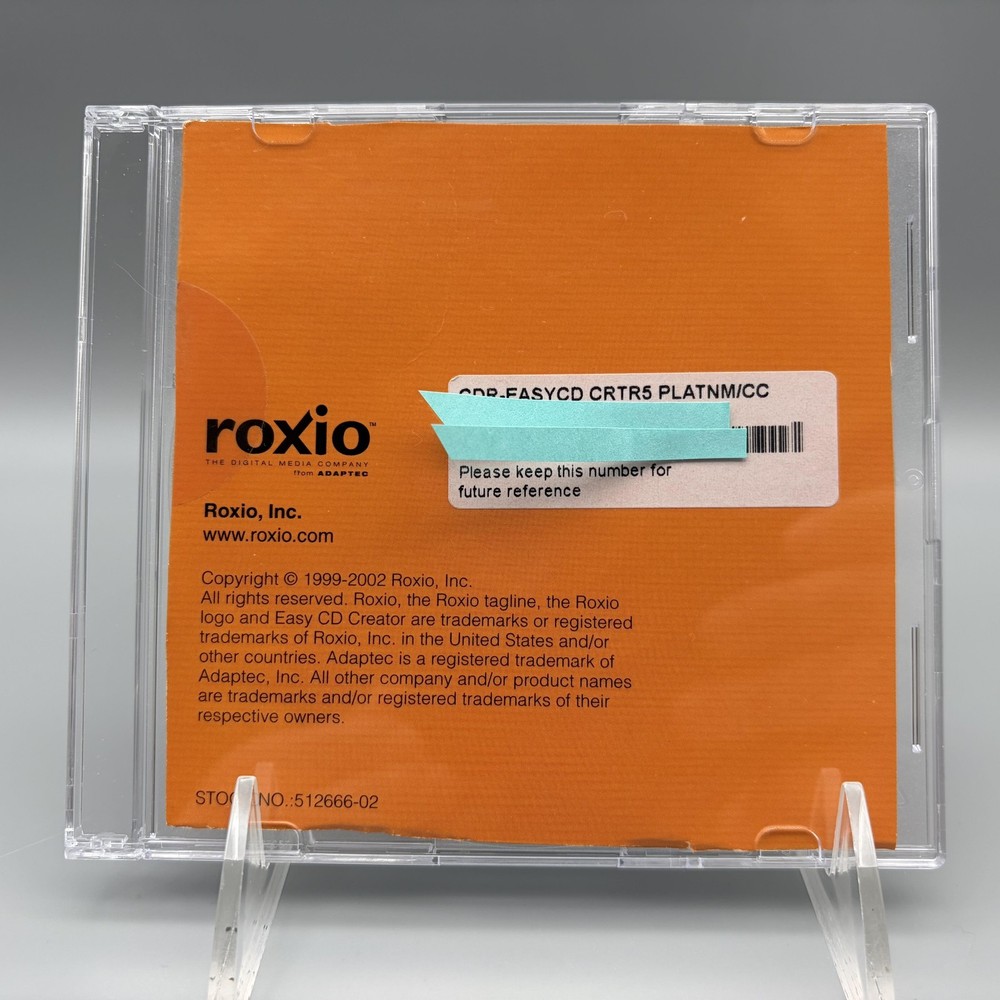 CDR-EASYCD CRTR5 PLATNM/CC
Please keep this number for
future reference
roxio™
THE DIGITAL MEDIA COMPANY
from ADAPTEC
Roxio, Inc.
www.roxio.com
Copyright © 1999-2002 Roxio, Inc.
All rights reserved. Roxio, the Roxio tagline, the Roxio
logo and Easy CD Creator are trademarks or registered
trademarks of Roxio, Inc. in the United States and/or
other countries. Adaptec is a registered trademark of
Adaptec, Inc. All other company and/or product names
are trademarks and/or registered trademarks of their
respective owners.
STOCK NO.:512666-02